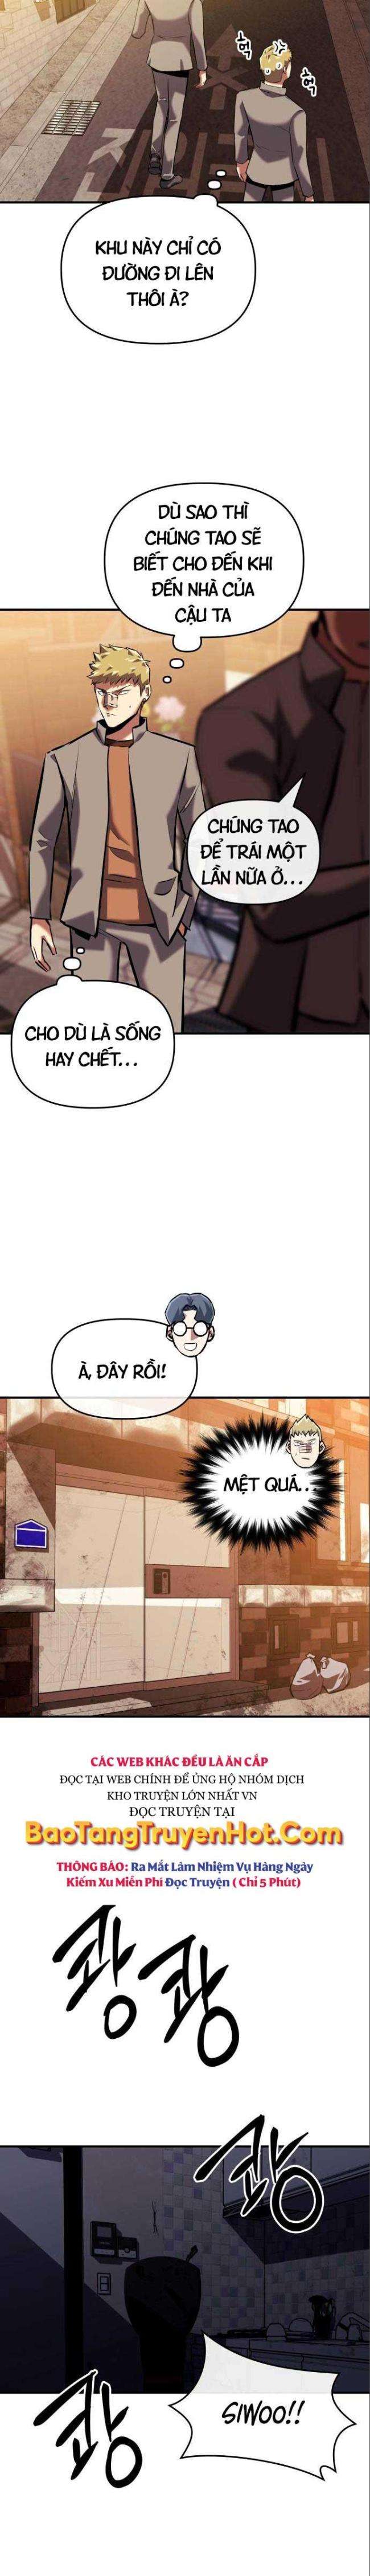 헉
헉
KHU NÀY CHỈ CÓ
ĐƯỜNG ĐI LÊN
THÔI À?
DÙ SAO THÌ
CHÚNG TAO SẼ
BIẾT CHO ĐẾN KHI
ĐẾN NHÀ CỦA
CẬU TA
CHÚNG TAO
ĐỂ TRÁI MỘT
LẦN NỮA Ở...
CHO DÙ LÀ SỐNG
HAY CHẾT...
À, ĐÂY RỒI!
MỆT QUÁ...
CÁC WEB KHÁC ĐỀU LÀ ĂN CẮP
ĐỌC TẠI WEB CHÍNH ĐỂ ỦNG HỘ NHÓM DỊCH
KHO TRUYỆN LỚN NHẤT VN
ĐỌC TRUYỆN TẠI
BaoTangTruyenHot.Com
THÔNG BÁO: Ra Mắt Làm Nhiệm Vụ Hàng Ngày
Kiếm Xu Miễn Phí Đọc Truyện ( Chỉ 5 Phút)
쾅
쾅
쾅
SIWOO!!
쾅